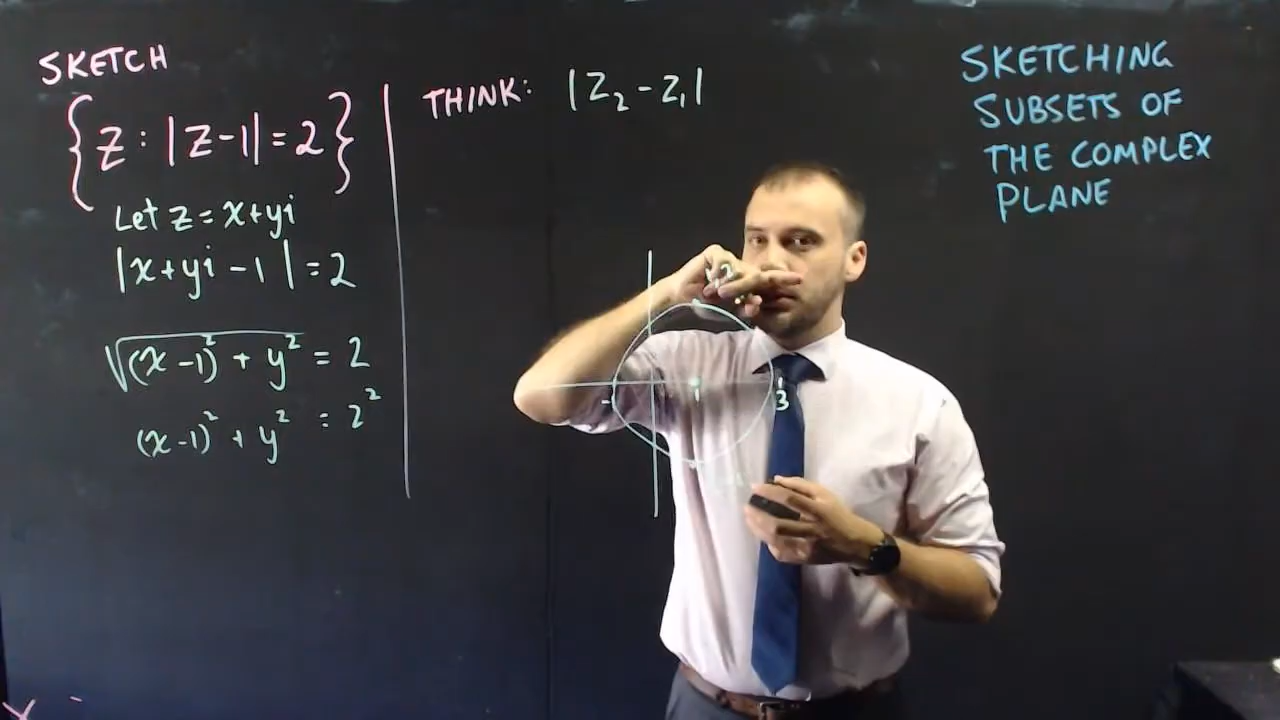 SKETCH
{z : |z-1| = 2}
Let z = x+yi
|x+yi -1| = 2
√((x-1)² + y²) = 2
(x-1)² + y² = 2²
THINK: |z₂ - z₁|
1
3
SKETCHING
SUBSETS OF
THE COMPLEX
PLANE